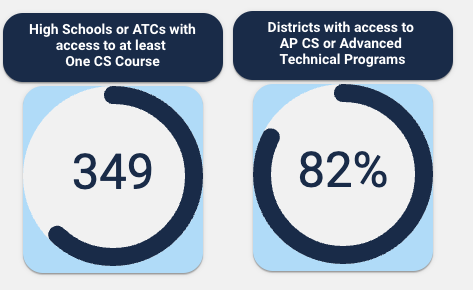 High Schools or ATCs with
access to at least
One CS Course
349
Districts with access to
AP CS or Advanced
Technical Programs
82%